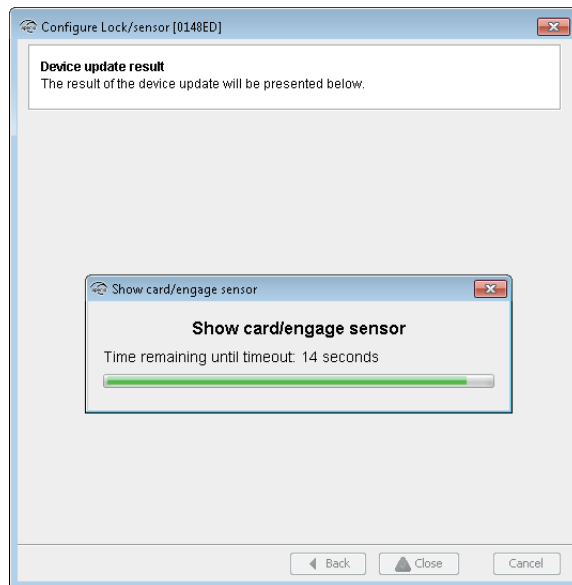 Configure Lock/sensor [0148ED]
Device update result
The result of the device update will be presented below.
Show card/engage sensor
Show card/engage sensor
Time remaining until timeout: 14 seconds
Back
Close
Cancel